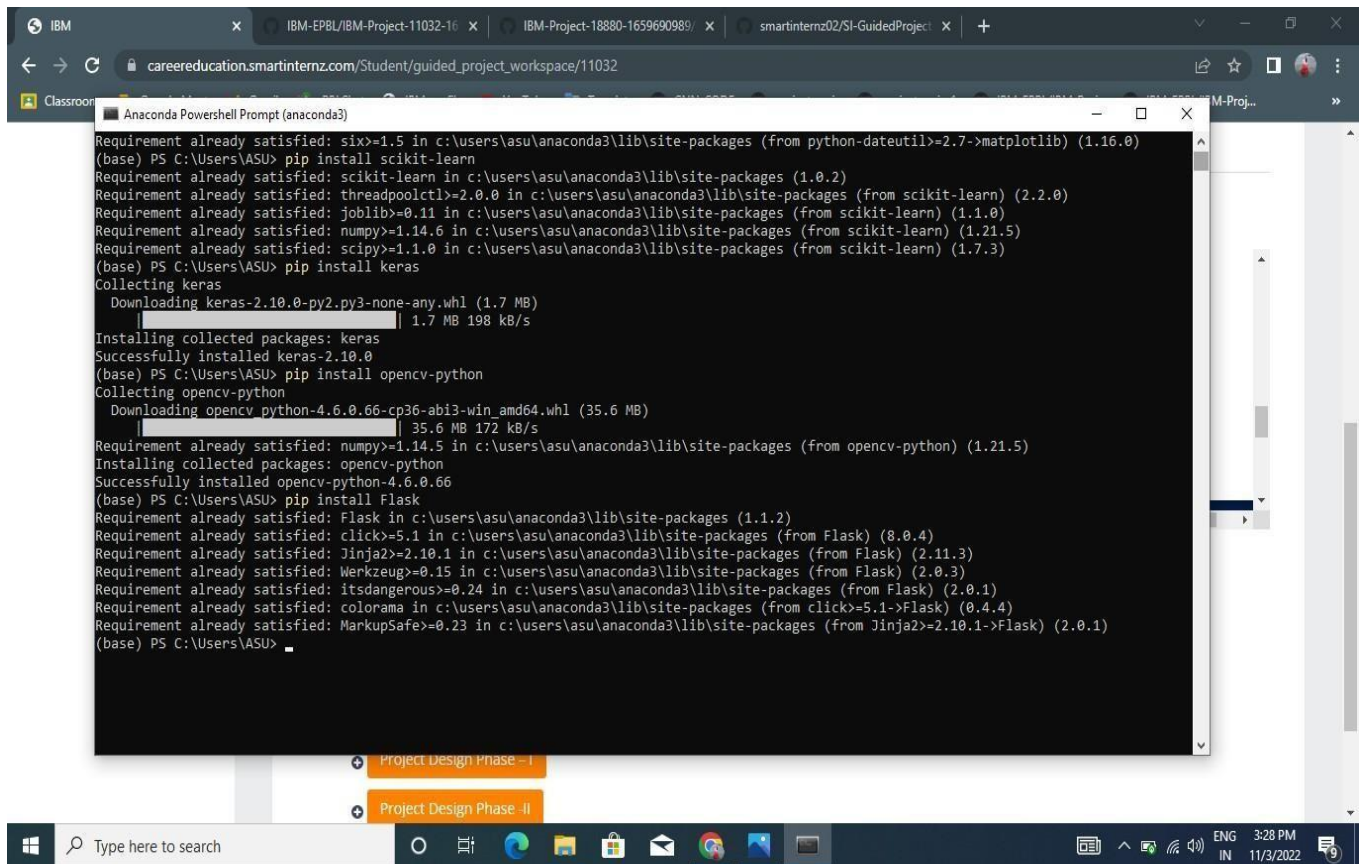 IBM
IBM-EPBL/IBM-Project-11032-16
IBM-Project-18880-1659690989/
smartinternz02/SI-GuidedProject
careereducation.smartinternz.com/Student/guided_project_workspace/11032
Classroom
M-Proj...
Anaconda Powershell Prompt (anaconda3)
Requirement already satisfied: six>=1.5 in c:\users\asu\anaconda3\lib\site-packages (from python-dateutil>=2.7->matplotlib) (1.16.0)
(base) PS C:\Users\ASU> pip install scikit-learn
Requirement already satisfied: scikit-learn in c:\users\asu\anaconda3\lib\site-packages (1.0.2)
Requirement already satisfied: threadpoolctl>=2.0.0 in c:\users\asu\anaconda3\lib\site-packages (from scikit-learn) (2.2.0)
Requirement already satisfied: joblib>=0.11 in c:\users\asu\anaconda3\lib\site-packages (from scikit-learn) (1.1.0)
Requirement already satisfied: numpy>=1.14.6 in c:\users\asu\anaconda3\lib\site-packages (from scikit-learn) (1.21.5)
Requirement already satisfied: scipy>=1.1.0 in c:\users\asu\anaconda3\lib\site-packages (from scikit-learn) (1.7.3)
(base) PS C:\Users\ASU> pip install keras
Collecting keras
Downloading keras-2.10.0-py2.py3-none-any.whl (1.7 MB)
| | 1.7 MB 198 kB/s
Installing collected packages: keras
Successfully installed keras-2.10.0
(base) PS C:\Users\ASU> pip install opencv-python
Collecting opencv-python
Downloading opencv_python-4.6.0.66-cp36-abi3-win_amd64.whl (35.6 MB)
| | 35.6 MB 172 kB/s
Requirement already satisfied: numpy>=1.14.5 in c:\users\asu\anaconda3\lib\site-packages (from opencv-python) (1.21.5)
Installing collected packages: opencv-python
Successfully installed opencv-python-4.6.0.66
(base) PS C:\Users\ASU> pip install Flask
Requirement already satisfied: Flask in c:\users\asu\anaconda3\lib\site-packages (1.1.2)
Requirement already satisfied: click>=5.1 in c:\users\asu\anaconda3\lib\site-packages (from Flask) (8.0.4)
Requirement already satisfied: Jinja2>=2.10.1 in c:\users\asu\anaconda3\lib\site-packages (from Flask) (2.11.3)
Requirement already satisfied: Werkzeug>=0.15 in c:\users\asu\anaconda3\lib\site-packages (from Flask) (2.0.3)
Requirement already satisfied: itsdangerous>=0.24 in c:\users\asu\anaconda3\lib\site-packages (from Flask) (2.0.1)
Requirement already satisfied: colorama in c:\users\asu\anaconda3\lib\site-packages (from click>=5.1->Flask) (0.4.4)
Requirement already satisfied: MarkupSafe>=0.23 in c:\users\asu\anaconda3\lib\site-packages (from Jinja2>=2.10.1->Flask) (2.0.1)
(base) PS C:\Users\ASU>
Project Design Phase – I
Project Design Phase -II
Type here to search
ENG
IN
3:28 PM
11/3/2022
9